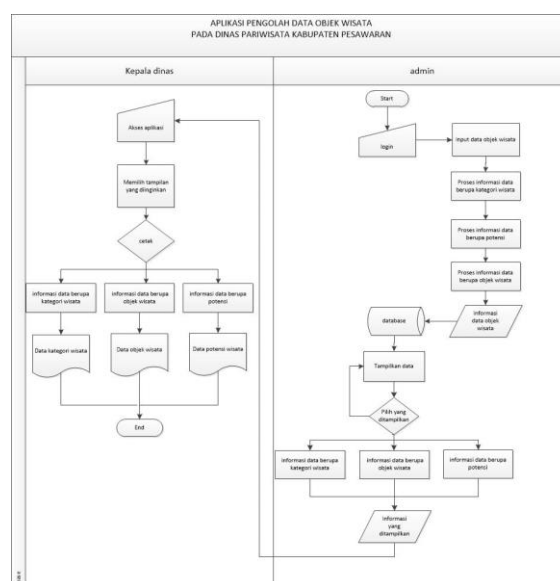 APLIKASI PENGOLAH DATA OBJEK WISATA
PADA DINAS PARIWISATA KABUPATEN PESAWARAN
Kepala dinas
admin
Akses aplikasi
Memilih tampilan
yang diinginkan
cetak
informasi data berupa
kategori wisata
informasi data berupa
objek wisata
informasi data berupa
potensi
Data kategori wisata
Data objek wisata
Data potensi wisata
End
Start
login
input data objek wisata
Proses informasi data
berupa kategori wisata
Proses informasi data
berupa potensi
Proses informasi data
berupa objek wisata
informasi
data objek
wisata
database
Tampilkan data
Pilih yang
ditampilkan
informasi data berupa
kategori wisata
informasi data berupa
objek wisata
informasi data berupa
potensi
informasi
yang
ditampilkan